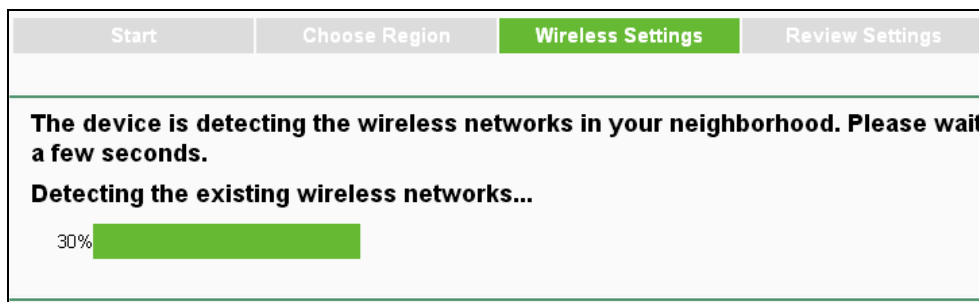 Start Choose Region Wireless Settings Review Settings
The device is detecting the wireless networks in your neighborhood. Please wait
a few seconds.
Detecting the existing wireless networks...
30%